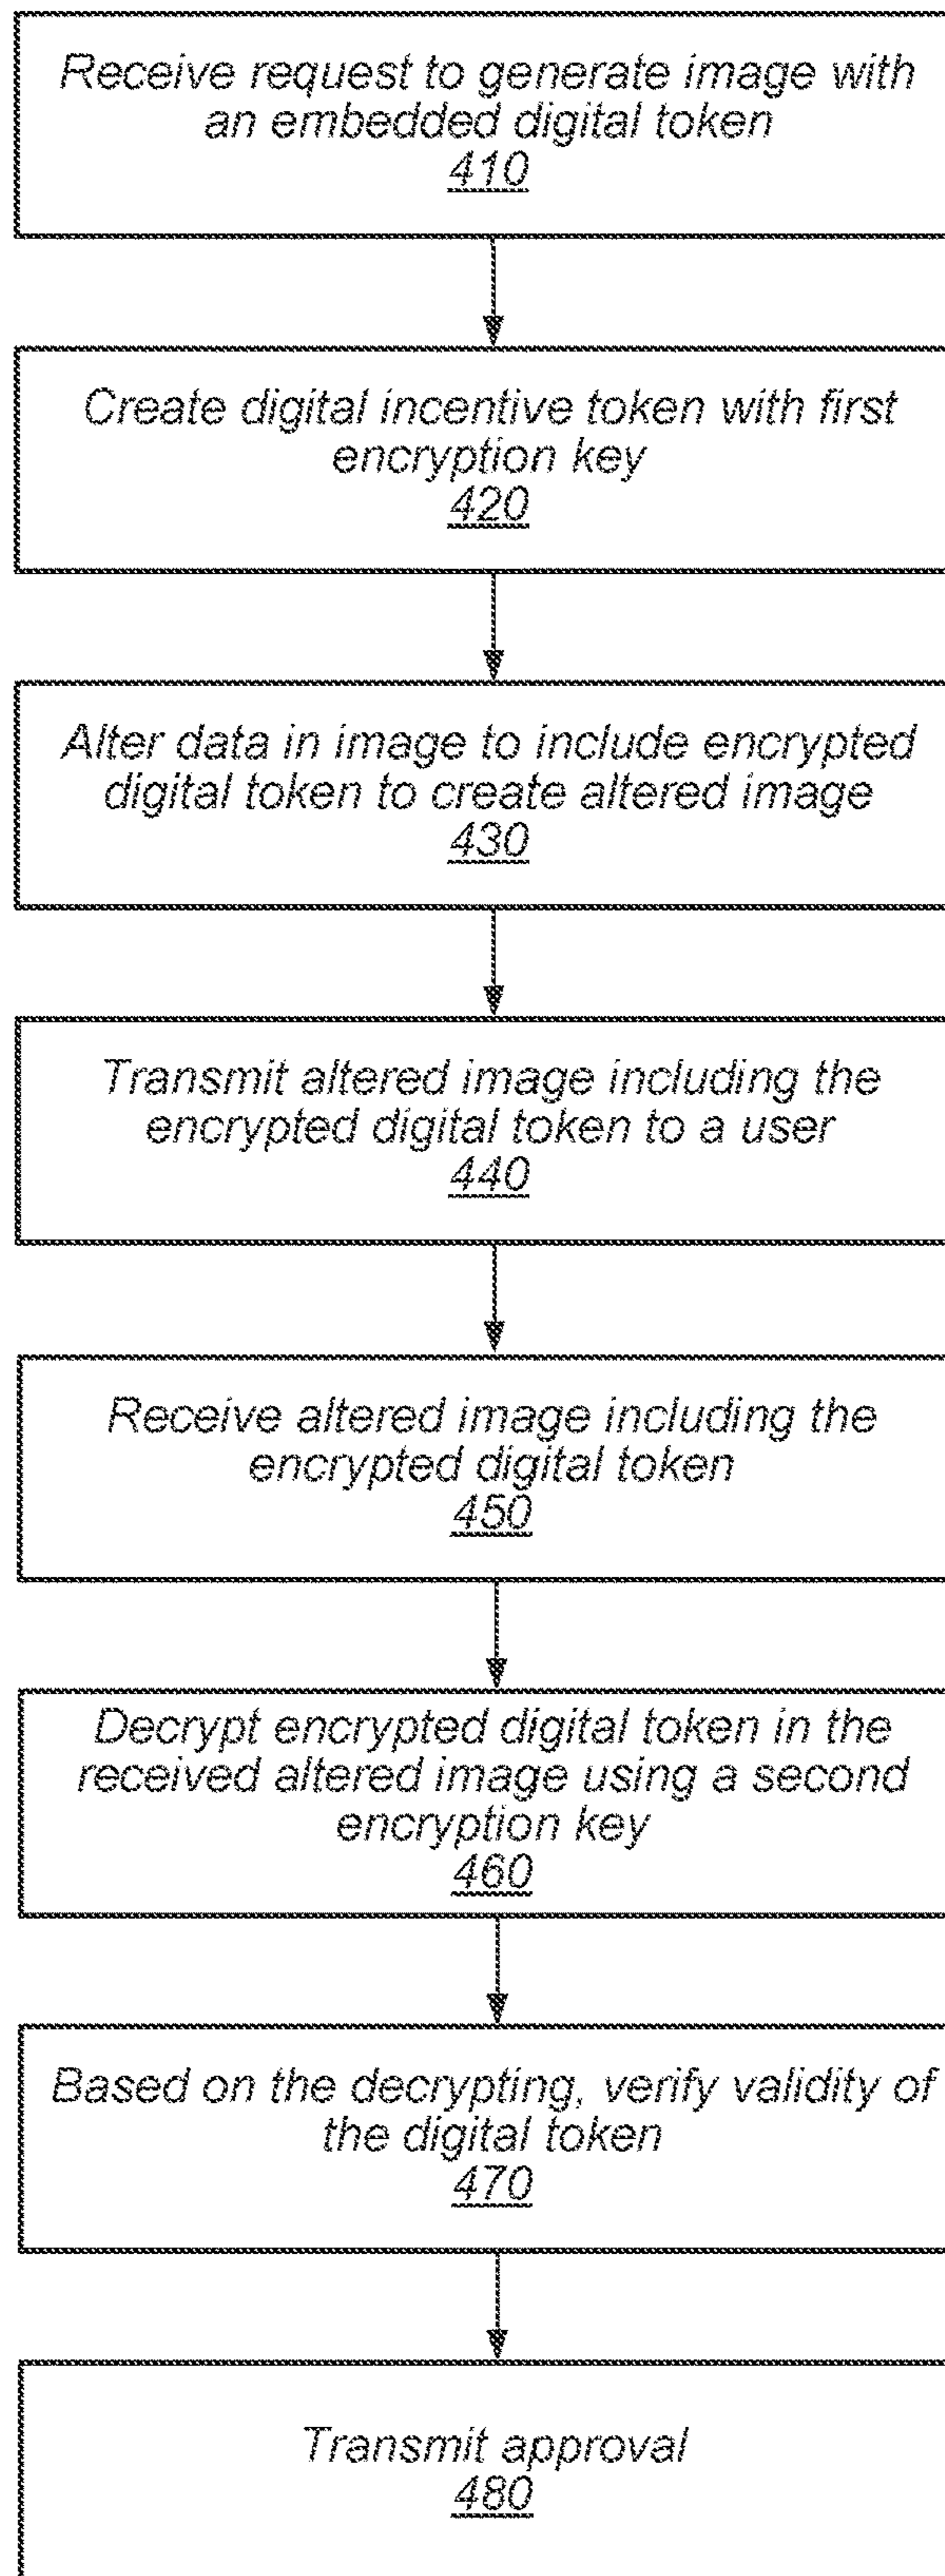 Receive request to generate image with
an embedded digital token
410
Create digital incentive token with first
encryption key
420
Alter data in image to include encrypted
digital token to create altered image
430
Transmit altered image including the
encrypted digital token to a user
440
Receive altered image including the
encrypted digital token
450
Decrypt encrypted digital token in the
received altered image using a second
encryption key
460
Based on the decrypting, verify validity of
the digital token
470
Transmit approval
480